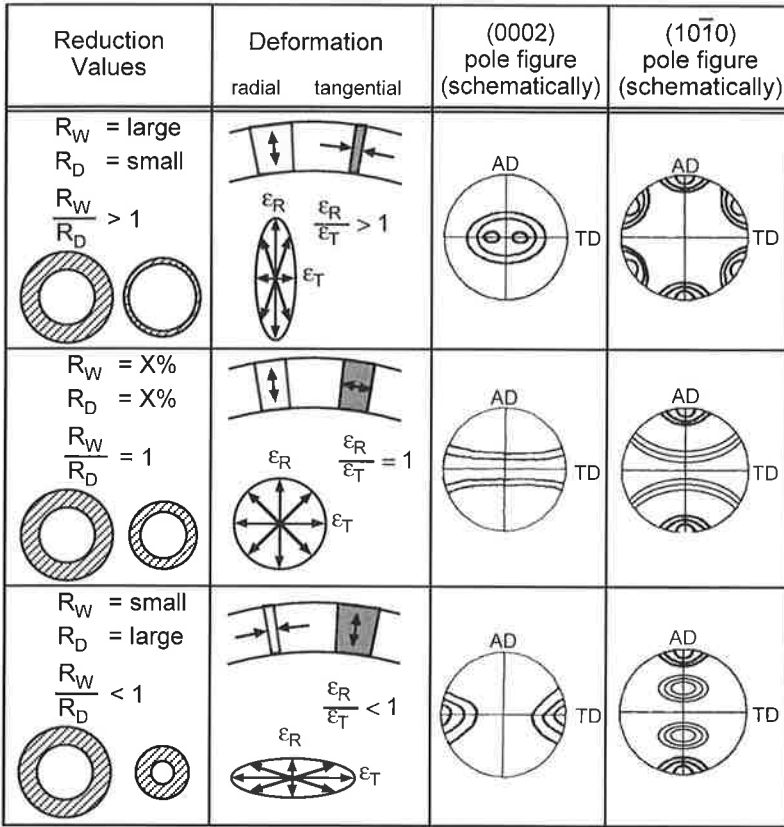 Reduction
Values
Deformation
radial tangential
(0002)
pole figure
(schematically)
(101̄0)
pole figure
(schematically)
R_W = large
R_D = small
R_W
R_D > 1
ε_R
ε_R
ε_T > 1
ε_T
AD
TD
AD
TD
R_W = X%
R_D = X%
R_W
R_D = 1
ε_R
ε_R
ε_T = 1
ε_T
AD
TD
AD
TD
R_W = small
R_D = large
R_W
R_D < 1
ε_R
ε_T < 1
ε_R
ε_T
AD
TD
AD
TD